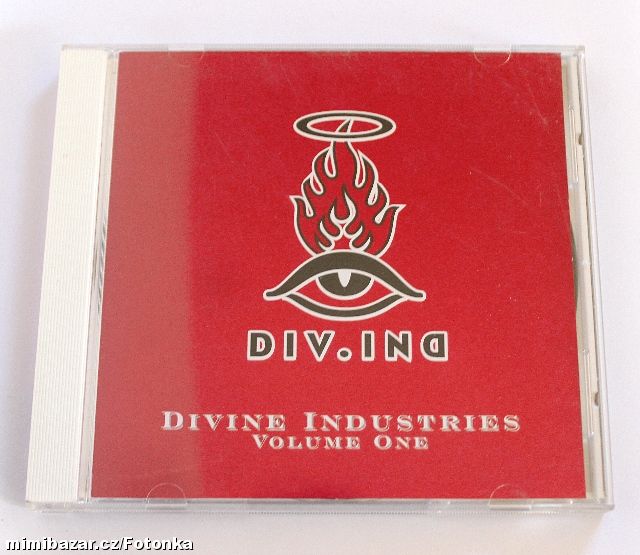 DIV.IND
DIVINE INDUSTRIES
VOLUME ONE
mimibazar.cz/Fotonka